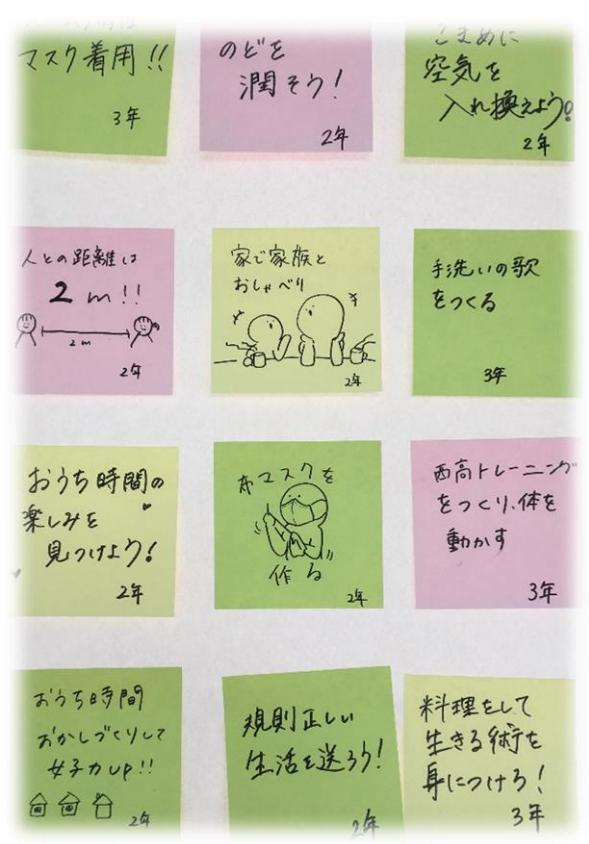 マスク着用!!
3年
のどを
潤そう!
2年
こまめに
空気を
入れ換えよう!
2年
人との距離は
2m!!
2m
2年
家で家族と
おしゃべり
2年
手洗いの歌
をつくる
3年
おうち時間の
楽しみを
見つけよう!
2年
布マスクを
作る
2年
西高トレーニング
をつくり、体を
動かす
3年
おうち時間
おかしづくりして
女子力up!!
2年
規則正しい
生活を送ろう!
2年
料理をして
生きる術を
身につけろ!
3年